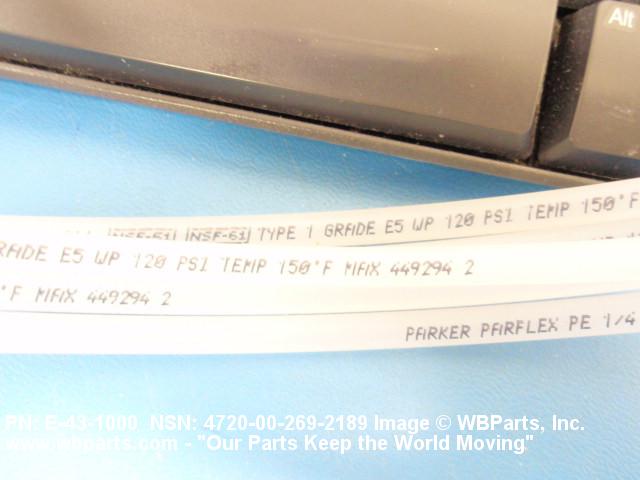 Alt
NSF-51 NSF-61 TYPE 1 GRADE E5 WP 120 PSI TEMP 150°F
GRADE E5 WP 120 PSI TEMP 150°F MAX 449294 2
°F MAX 449294 2
PARKER PARFLEX PE 1/4
PN: E-43-1000 NSN: 4720-00-269-2189 Image © WBParts, Inc.
www.wbparts.com - "Our Parts Keep the World Moving"